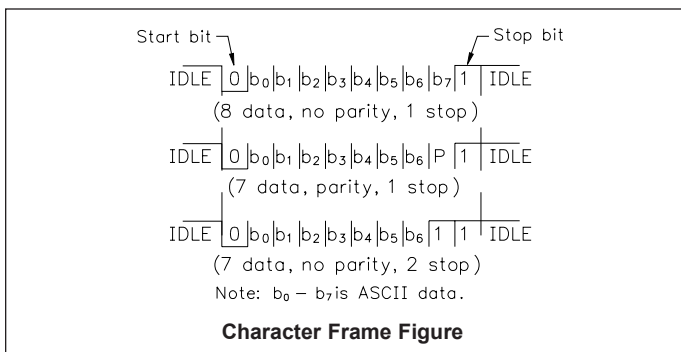 Start bit Stop bit
IDLE 0 b₀ b₁ b₂ b₃ b₄ b₅ b₆ b₇ 1 IDLE
(8 data, no parity, 1 stop)
IDLE 0 b₀ b₁ b₂ b₃ b₄ b₅ b₆ P 1 IDLE
(7 data, parity, 1 stop)
IDLE 0 b₀ b₁ b₂ b₃ b₄ b₅ b₆ 1 1 IDLE
(7 data, no parity, 2 stop)
Note: b₀ – b₇ is ASCII data.
Character Frame Figure